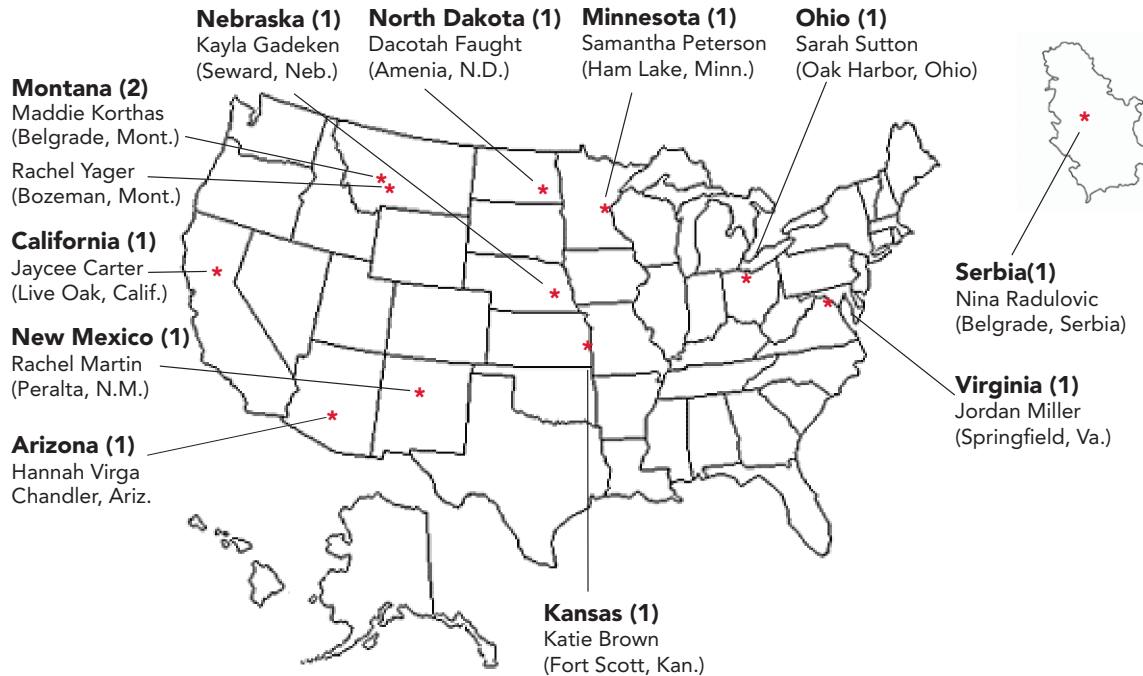 Nebraska (1)
Kayla Gadeken
(Seward, Neb.)
North Dakota (1)
Dacotah Faught
(Amenia, N.D.)
Minnesota (1)
Samantha Peterson
(Ham Lake, Minn.)
Ohio (1)
Sarah Sutton
(Oak Harbor, Ohio)
Montana (2)
Maddie Korthas
(Belgrade, Mont.)
Rachel Yager
(Bozeman, Mont.)
California (1)
Jaycee Carter
(Live Oak, Calif.)
New Mexico (1)
Rachel Martin
(Peralta, N.M.)
Arizona (1)
Hannah Virga
Chandler, Ariz.
Serbia(1)
Nina Radulovic
(Belgrade, Serbia)
Virginia (1)
Jordan Miller
(Springfield, Va.)
Kansas (1)
Katie Brown
(Fort Scott, Kan.)